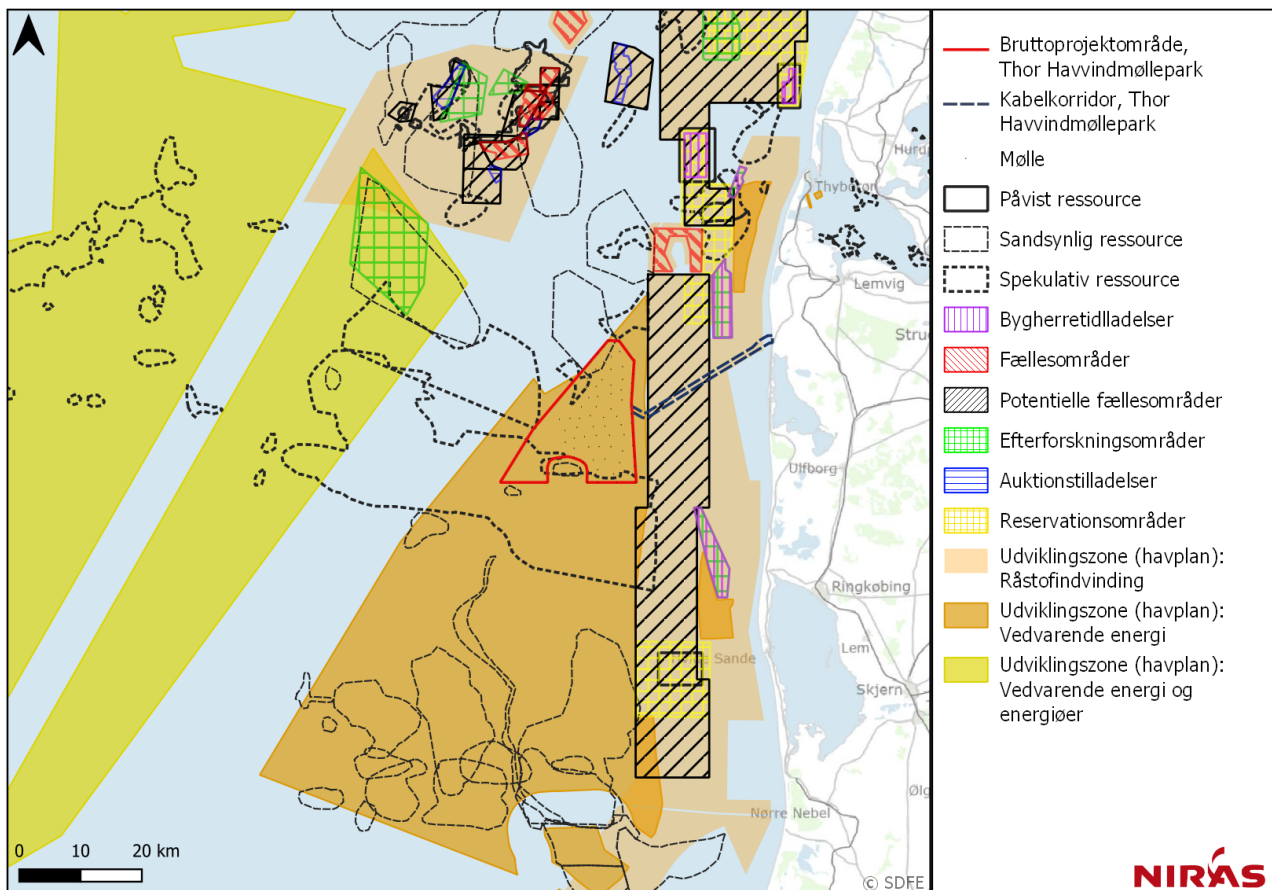 Hurup
Thyborøn
Lemvig
Ulfborg
Ringkøbing
Lem
Sande
Skjern
Nørre Nebel
0 10 20 km
© SDFE
Bruttoprojektområde,
Thor Havvindmøllepark
Kabelkorridor, Thor
Havvindmøllepark
Mølle
Påvist ressource
Sandsynlig ressource
Spekulativ ressource
Bygherretidlladelser
Fællesområder
Potentielle fællesområder
Efterforskningsområder
Auktionstilladelser
Reservationsområder
Udviklingszone (havplan):
Råstofindvinding
Udviklingszone (havplan):
Vedvarende energi
Udviklingszone (havplan):
Vedvarende energi og
energiøer
NIRAS